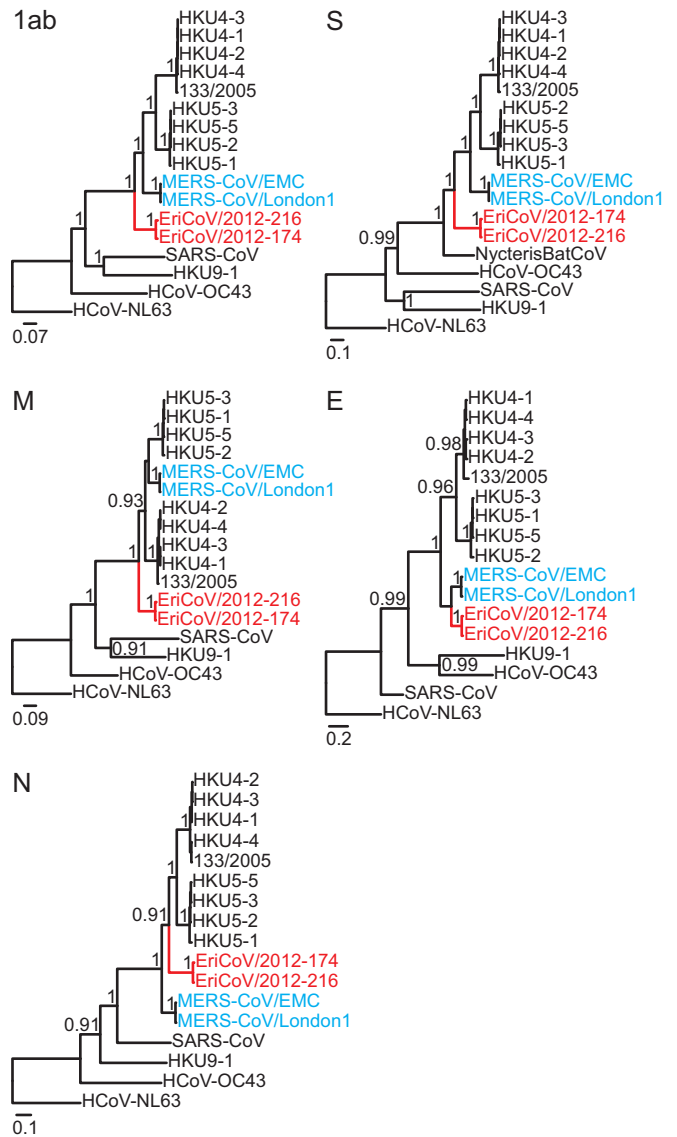 1ab
HKU4-3
HKU4-1
HKU4-2
1
HKU4-4
133/2005
1
HKU5-3
HKU5-5
1
HKU5-2
1
HKU5-1
1
MERS-CoV/EMC
1
MERS-CoV/London1
1
EriCoV/2012-216
EriCoV/2012-174
SARS-CoV
1
HKU9-1
HCoV-OC43
HCoV-NL63
0.07
S
HKU4-3
HKU4-1
HKU4-2
1
HKU4-4
133/2005
1
HKU5-2
HKU5-5
1
1
HKU5-3
HKU5-1
1
MERS-CoV/EMC
1
MERS-CoV/London1
1
EriCoV/2012-174
EriCoV/2012-216
0.99
NycterisBatCoV
HCoV-OC43
SARS-CoV
1
HKU9-1
HCoV-NL63
0.1
M
HKU5-3
HKU5-1
1
HKU5-5
HKU5-2
1
MERS-CoV/EMC
MERS-CoV/London1
0.93
HKU4-2
HKU4-4
HKU4-3
1
1
HKU4-1
133/2005
1
EriCoV/2012-216
EriCoV/2012-174
SARS-CoV
0.91
HKU9-1
HCoV-OC43
HCoV-NL63
0.09
E
HKU4-1
HKU4-4
0.98
HKU4-3
HKU4-2
0.96
133/2005
HKU5-3
HKU5-1
1
1
HKU5-5
HKU5-2
1
MERS-CoV/EMC
MERS-CoV/London1
0.99
1
EriCoV/2012-174
EriCoV/2012-216
HKU9-1
0.99
HCoV-OC43
SARS-CoV
HCoV-NL63
0.2
N
HKU4-2
HKU4-3
HKU4-1
1
HKU4-4
133/2005
1
HKU5-5
HKU5-3
0.91
1
HKU5-2
HKU5-1
1
1
EriCoV/2012-174
EriCoV/2012-216
1
MERS-CoV/EMC
1
MERS-CoV/London1
0.91
SARS-CoV
HKU9-1
HCoV-OC43
HCoV-NL63
0.1